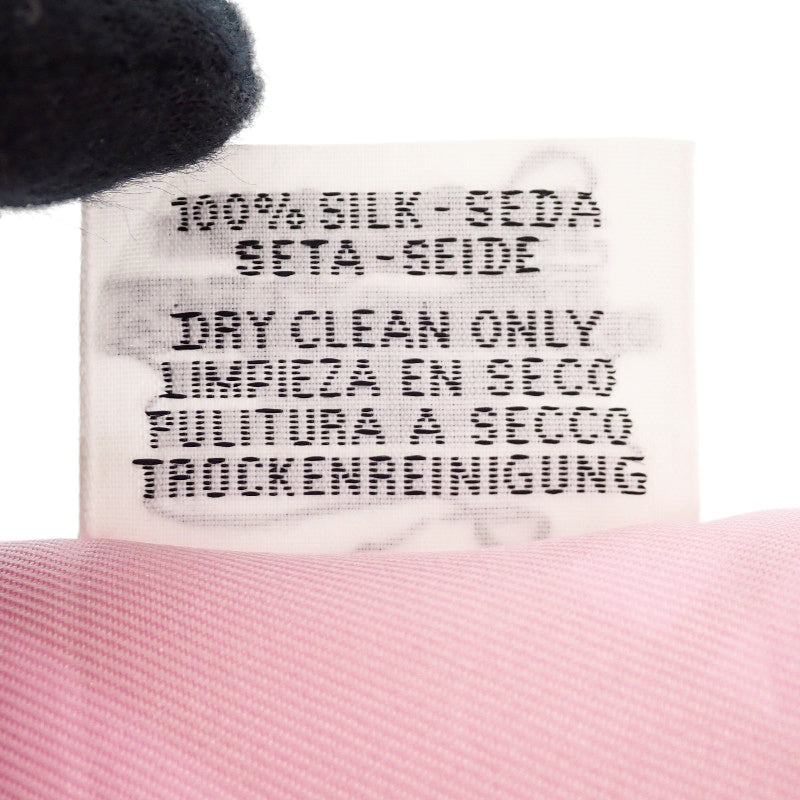 100% SILK - SEDA
SETA - SEIDE
DRY CLEAN ONLY
LIMPIEZA EN SECO
PULITURA A SECCO
TROCKENREINIGUNG